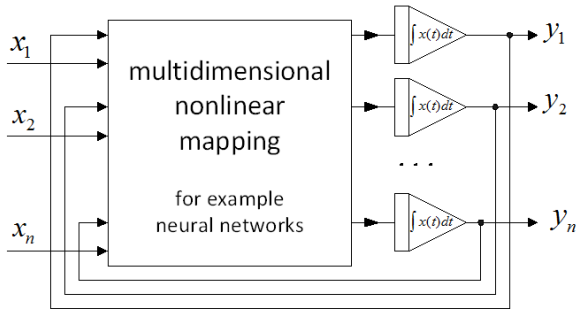 x₁
∫x(t)dt
y₁
multidimensional
nonlinear
mapping
x₂
∫x(t)dt
y₂
...
for example
neural networks
xₙ
∫x(t)dt
yₙ